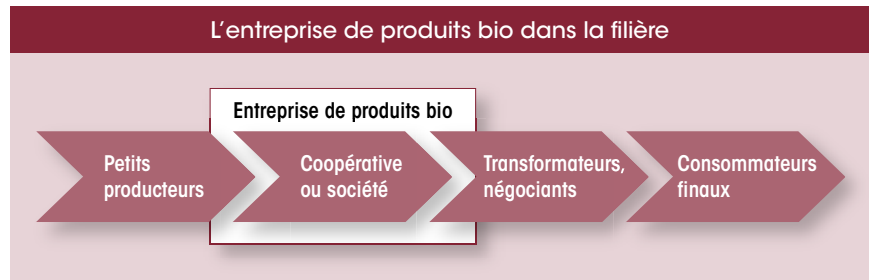 L'entreprise de produits bio dans la filière
Entreprise de produits bio
Petits
producteurs
Coopérative
ou société
Transformateurs,
négociants
Consommateurs
finaux